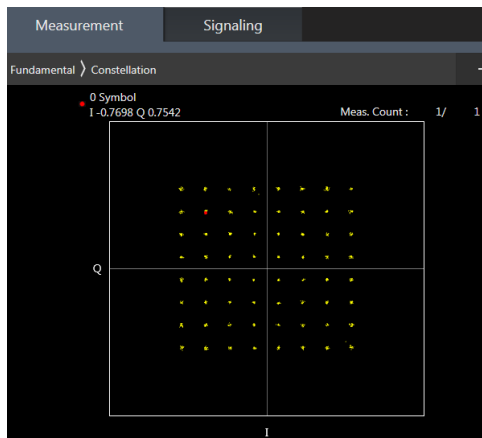 Measurement Signaling
Fundamental 〉 Constellation
0 Symbol
I -0.7698 Q 0.7542 Meas. Count : 1/ 1
Q
I